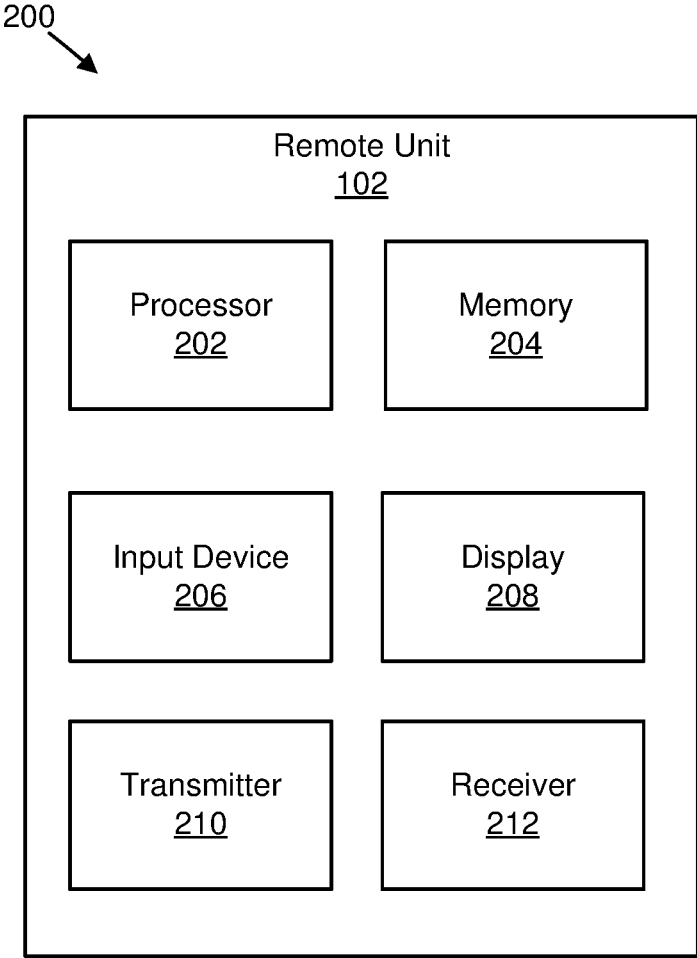 200
Remote Unit
102
Processor
202
Memory
204
Input Device
206
Display
208
Transmitter
210
Receiver
212